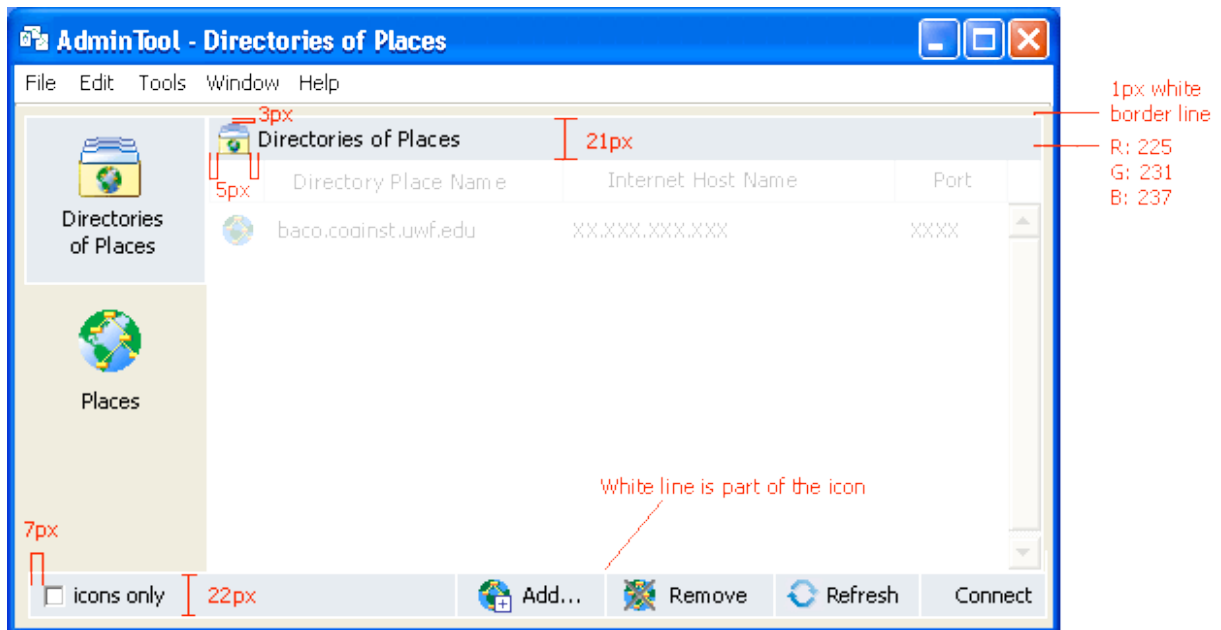 AdminTool - Directories of Places
File Edit Tools Window Help
1px white
border line
3px
Directories of Places
21px
R: 225
G: 231
B: 237
5px
Directory Place Name Internet Host Name Port
Directories
of Places
baco.coginst.uwf.edu XX.XXX.XXX.XXX XXXX
Places
White line is part of the icon
7px
icons only 22px Add... Remove Refresh Connect